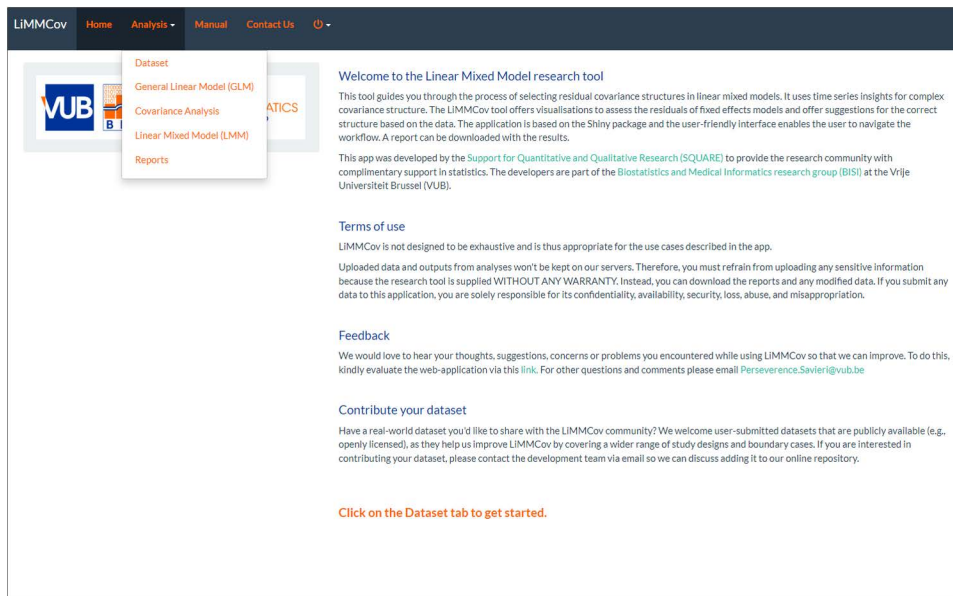 LiMMCov Home Analysis Manual Contact Us
Dataset
General Linear Model (GLM)
Covariance Analysis
Linear Mixed Model (LMM)
Reports
VUB
B
ATICS
Welcome to the Linear Mixed Model research tool
This tool guides you through the process of selecting residual covariance structures in linear mixed models. It uses time series insights for complex
covariance structure. The LiMMCov tool offers visualisations to assess the residuals of fixed effects models and offer suggestions for the correct
structure based on the data. The application is based on the Shiny package and the user-friendly interface enables the user to navigate the
workflow. A report can be downloaded with the results.
This app was developed by the Support for Quantitative and Qualitative Research (SQUARE) to provide the research community with
complimentary support in statistics. The developers are part of the Biostatistics and Medical Informatics research group (BISI) at the Vrije
Universiteit Brussel (VUB).
Terms of use
LiMMCov is not designed to be exhaustive and is thus appropriate for the use cases described in the app.
Uploaded data and outputs from analyses won't be kept on our servers. Therefore, you must refrain from uploading any sensitive information
because the research tool is supplied WITHOUT ANY WARRANTY. Instead, you can download the reports and any modified data. If you submit any
data to this application, you are solely responsible for its confidentiality, availability, security, loss, abuse, and misappropriation.
Feedback
We would love to hear your thoughts, suggestions, concerns or problems you encountered while using LiMMCov so that we can improve. To do this,
kindly evaluate the web-application via this link. For other questions and comments please email Perseverence.Savieri@vub.be
Contribute your dataset
Have a real-world dataset you'd like to share with the LiMMCov community? We welcome user-submitted datasets that are publicly available (e.g.,
openly licensed), as they help us improve LiMMCov by covering a wider range of study designs and boundary cases. If you are interested in
contributing your dataset, please contact the development team via email so we can discuss adding it to our online repository.
Click on the Dataset tab to get started.